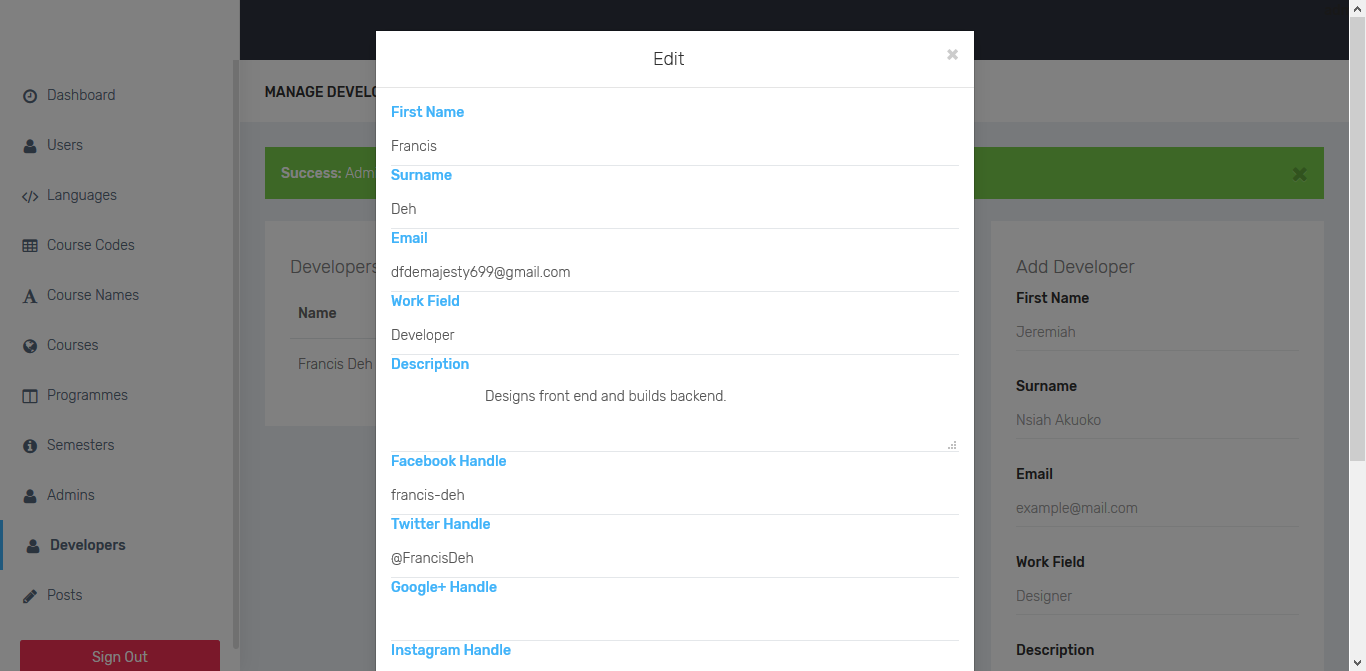 Dashboard
Users
Languages
Course Codes
Course Names
Courses
Programmes
Semesters
Admins
Developers
Posts
Sign Out
MANAGE DEVELO
Success: Admi
Developers
Name
Francis Deh
Edit
First Name
Francis
Surname
Deh
Email
dfdemajesty699@gmail.com
Work Field
Developer
Description
Designs front end and builds backend.
Facebook Handle
francis-deh
Twitter Handle
@FrancisDeh
Google+ Handle
Instagram Handle
Add Developer
First Name
Jeremiah
Surname
Nsiah Akuoko
Email
example@mail.com
Work Field
Designer
Description